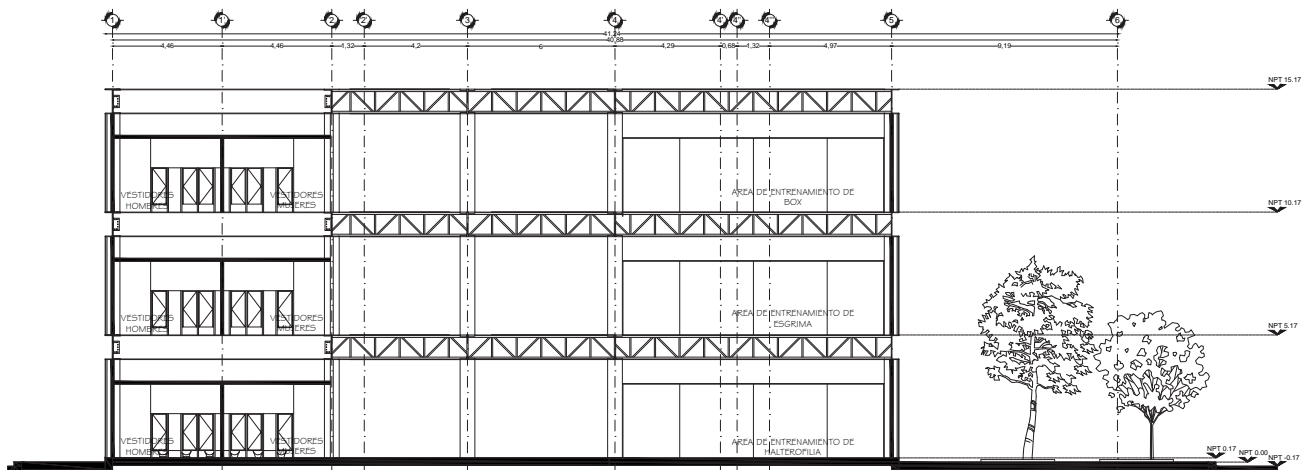 1 1' 2 2' 3 4 4' 4'' 4''' 5 6
41,24
40,88
4,46 4,46 1,32 4,2 6 4,29 0,68 1,32 4,97 9,19
NPT 15.17
VESTIDORES HOMBRES
VESTIDORES MUJERES
AREA DE ENTRENAMIENTO DE
BOX
NPT 10.17
VESTIDORES HOMBRES
VESTIDORES MUJERES
AREA DE ENTRENAMIENTO DE
ESGRIMA
NPT 5.17
VESTIDORES HOMBRES
VESTIDORES MUJERES
AREA DE ENTRENAMIENTO DE
HALTEROFILIA
NPT 0.17
NPT 0.00
NPT -0.17